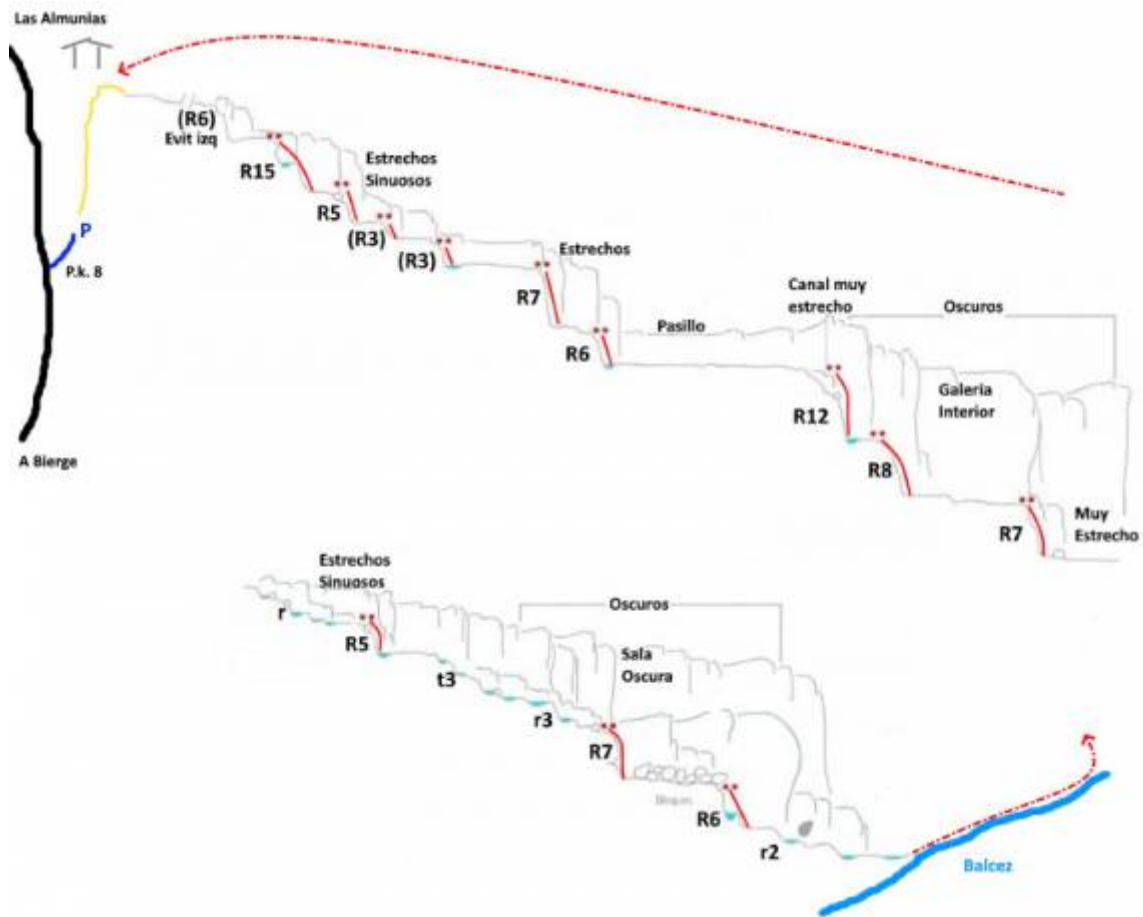 Las Almunias
(R6)
Evit izq
R15
Estrechos
Sinuosos
R5
(R3)
(R3)
P
P.k. 8
Estrechos
R7
R6
Pasillo
Canal muy
estrecho
Oscuros
R12
Galeria
Interior
R8
R7
Muy
Estrecho
A Bierge
Estrechos
Sinuosos
r
R5
t3
r3
Oscuros
Sala
Oscura
R7
R6
r2
Balcez